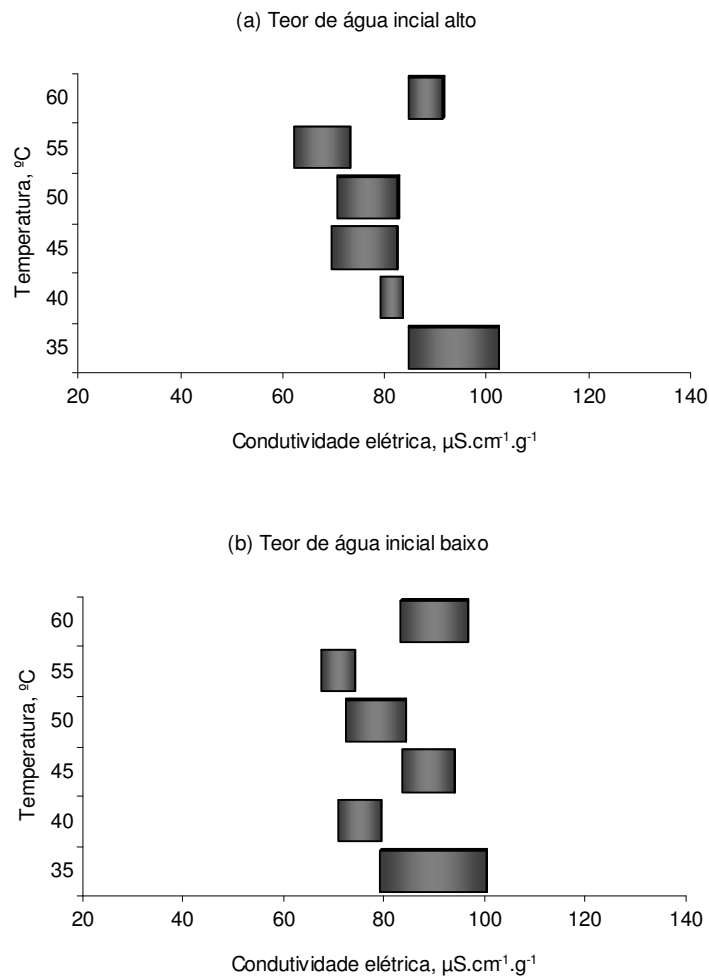 (a) Teor de água incial alto
Temperatura, ºC
60
55
50
45
40
35
20 40 60 80 100 120 140
Condutividade elétrica, µS.cm⁻¹.g⁻¹
(b) Teor de água inicial baixo
Temperatura, ºC
60
55
50
45
40
35
20 40 60 80 100 120 140
Condutividade elétrica, µS.cm⁻¹.g⁻¹